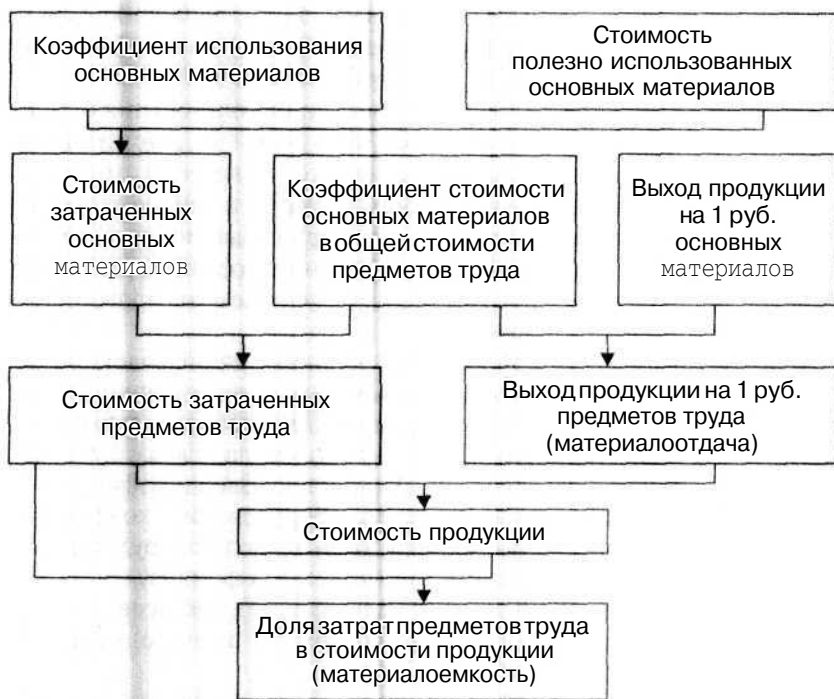 Коэффициент использования
основных материалов
Стоимость
полезно использованных
основных материалов
Стоимость
затраченных
основных
материалов
Коэффициент стоимости
основных материалов
в общей стоимости
предметов труда
Выход продукции
на 1 руб.
основных
материалов
Стоимость затраченных
предметов труда
Выход продукции на 1 руб.
предметов труда
(материалоотдача)
Стоимость продукции
Доля затрат предметов труда
в стоимости продукции
(материалоемкость)